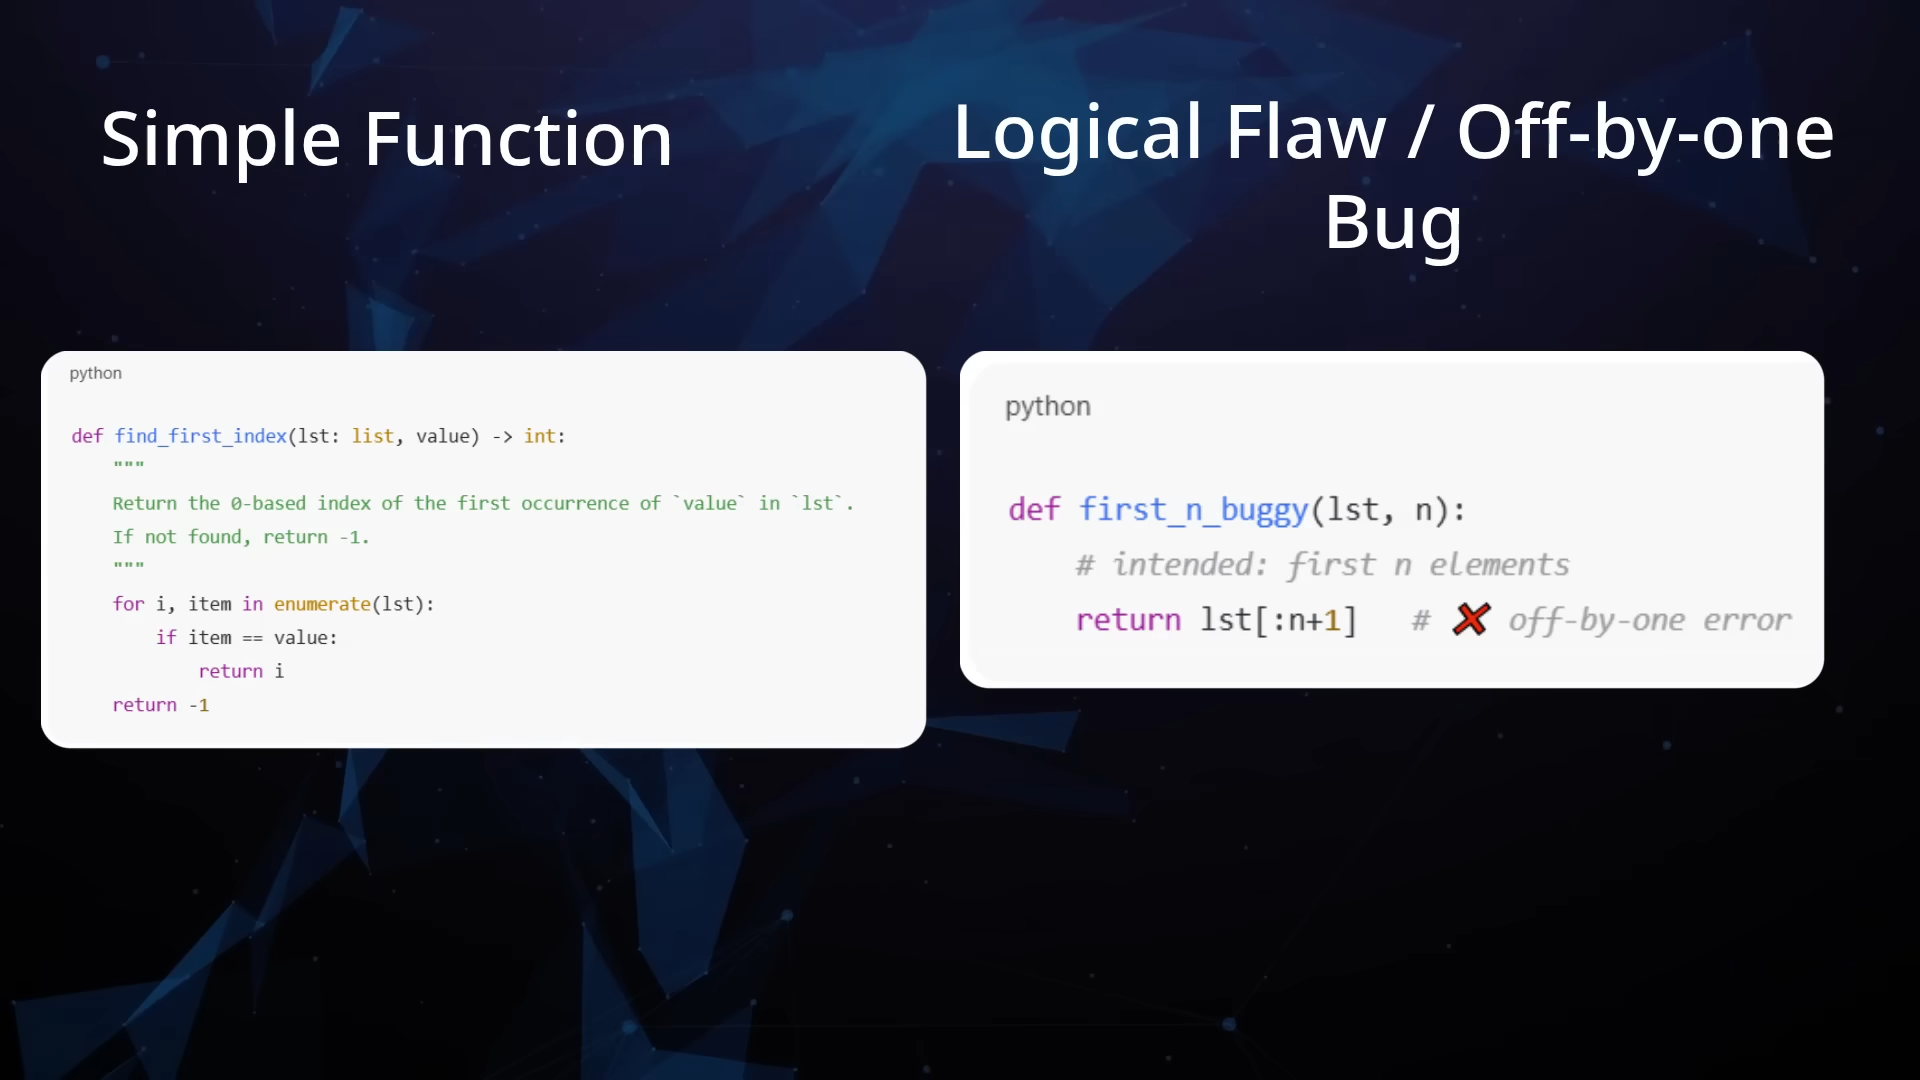 Simple Function
python
def find_first_index(lst: list, value) -> int:
"""
Return the 0-based index of the first occurrence of `value` in `lst`.
If not found, return -1.
"""
for i, item in enumerate(lst):
if item == value:
return i
return -1
Logical Flaw / Off-by-one
Bug
python
def first_n_buggy(lst, n):
# intended: first n elements
return lst[:n+1]   # ❌ off-by-one error